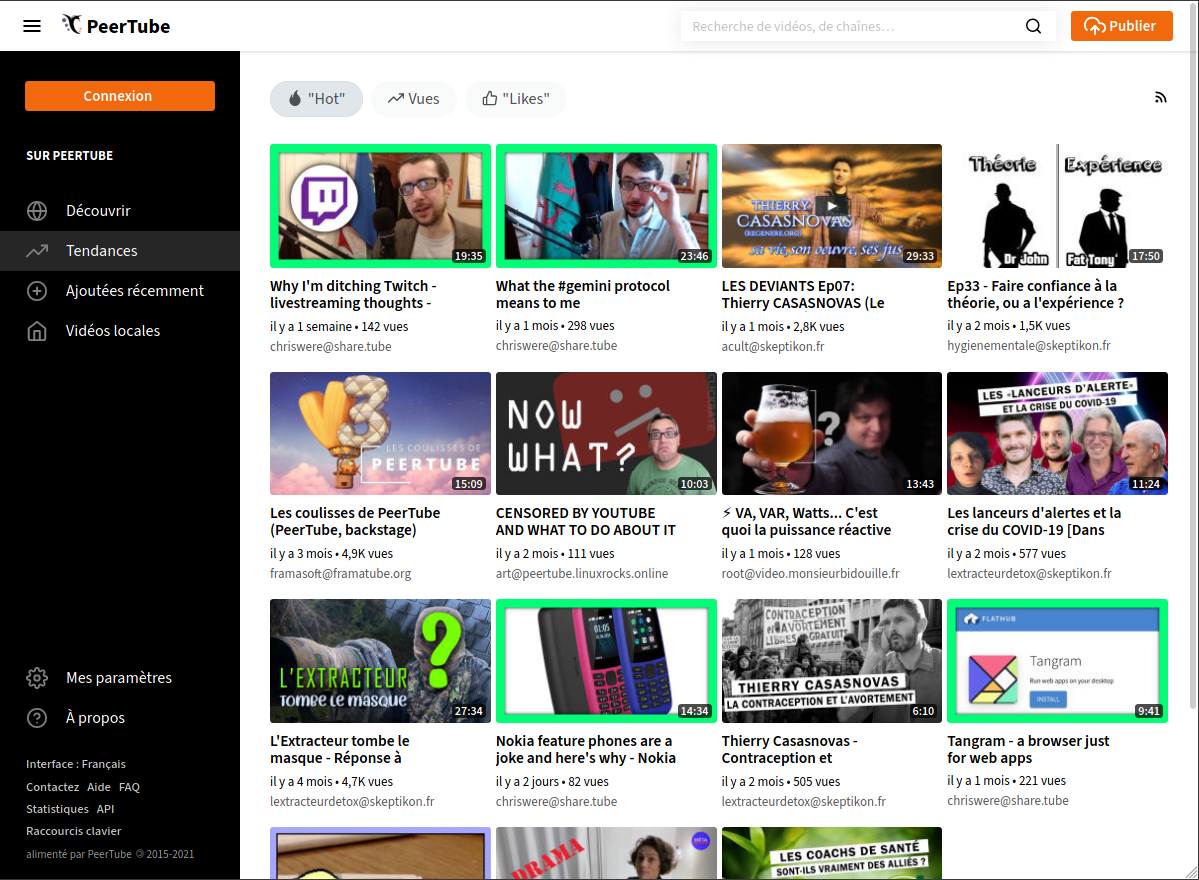 PeerTube
Recherche de vidéos, de chaînes…
Publier
Connexion
SUR PEERTUBE
Découvrir
Tendances
Ajoutées récemment
Vidéos locales
Mes paramètres
À propos
Interface : Français
Contactez Aide FAQ
Statistiques API
Raccourcis clavier
alimenté par PeerTube 2015-2021
"Hot"
Vues
"Likes"
19:35
Why I'm ditching Twitch -
livestreaming thoughts -
il y a 1 semaine • 142 vues
chriswere@share.tube
23:46
What the #gemini protocol
means to me
il y a 1 mois • 298 vues
chriswere@share.tube
THIERRY
CASASNOVAS
(REGENERE.ORG)
sa vie, son oeuvre, ses jus
29:33
LES DEVIANTS Ep07:
Thierry CASASNOVAS (Le
il y a 1 mois • 2,8K vues
acult@skeptikon.fr
Théorie
Expérience
Dr John
Fat Tony
17:50
Ep33 - Faire confiance à la
théorie, ou a l'expérience ?
il y a 2 mois • 1,5K vues
hygienementale@skeptikon.fr
V3
LES COULISSES DE
PEERTUBE
15:09
Les coulisses de PeerTube
(PeerTube, backstage)
il y a 3 mois • 4,9K vues
framasoft@framatube.org
NOW
WHAT?
10:03
CENSORED BY YOUTUBE
AND WHAT TO DO ABOUT IT
il y a 2 mois • 111 vues
art@peertube.linuxrocks.online
?
13:43
⚡ VA, VAR, Watts... C'est
quoi la puissance réactive
il y a 1 mois • 128 vues
root@video.monsieurbidouille.fr
LES «LANCEURS D'ALERTE»
ET LA CRISE DU COVID-19
11:24
Les lanceurs d'alertes et la
crise du COVID-19 [Dans
il y a 2 mois • 577 vues
lextracteurdetox@skeptikon.fr
?
L'EXTRACTEUR
TOMBE LE MASQUE
27:34
L'Extracteur tombe le
masque - Réponse à
il y a 4 mois • 4,7K vues
lextracteurdetox@skeptikon.fr
01:05
14:34
Nokia feature phones are a
joke and here's why - Nokia
il y a 2 jours • 82 vues
chriswere@share.tube
CONTRACEPTION
et AVORTEMENT
LIBRES GRATUIT
THIERRY CASASNOVAS
LA CONTRACEPTION ET L'AVORTEMENT
6:10
Thierry Casasnovas -
Contraception et
il y a 2 mois • 505 vues
lextracteurdetox@skeptikon.fr
FLATHUB
Tangram
Run web apps on your desktop
INSTALL
9:41
Tangram - a browser just
for web apps
il y a 1 mois • 221 vues
chriswere@share.tube
DRAMA
META
LES COACHS DE SANTÉ
SONT-ILS VRAIMENT DES ALLIÉS ?